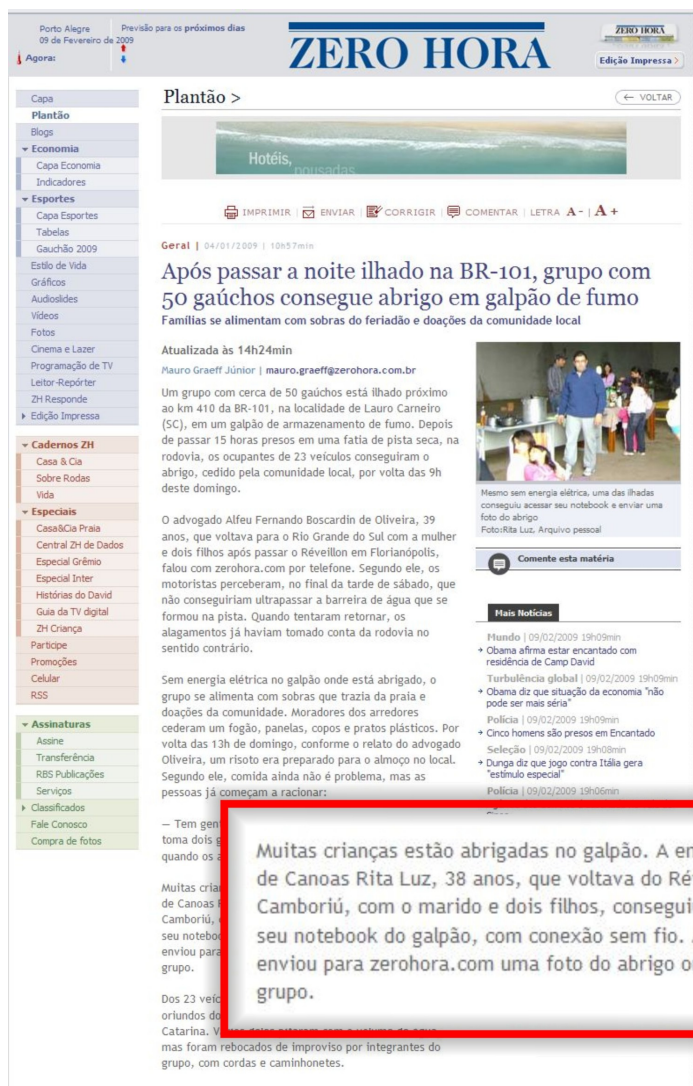 Porto Alegre
09 de Fevereiro de 2009
Agora:
Previsão para os próximos dias
ZERO HORA
ZERO HORA
Edição Impressa >
Capa
Plantão
Blogs
Economia
Capa Economia
Indicadores
Esportes
Capa Esportes
Tabelas
Gauchão 2009
Estilo de Vida
Gráficos
Audioslides
Vídeos
Fotos
Cinema e Lazer
Programação de TV
Leitor-Repórter
ZH Responde
Edição Impressa
Cadernos ZH
Casa & Cia
Sobre Rodas
Vida
Especiais
Casa&Cia Praia
Central ZH de Dados
Especial Grêmio
Especial Inter
Histórias do David
Guia da TV digital
ZH Criança
Participe
Promoções
Celular
RSS
Assinaturas
Assine
Transferência
RBS Publicações
Serviços
Classificados
Fale Conosco
Compra de fotos
Plantão >
← VOLTAR
Hotéis,
pousadas
IMPRIMIR | ENVIAR | CORRIGIR | COMENTAR | LETRA A - | A +
Geral | 04/01/2009 | 10h57min
Após passar a noite ilhado na BR-101, grupo com
50 gaúchos consegue abrigo em galpão de fumo
Famílias se alimentam com sobras do feriadão e doações da comunidade local
Atualizada às 14h24min
Mauro Graeff Júnior | mauro.graeff@zerohora.com.br
Um grupo com cerca de 50 gaúchos está ilhado próximo
ao km 410 da BR-101, na localidade de Lauro Carneiro
(SC), em um galpão de armazenamento de fumo. Depois
de passar 15 horas presos em uma fatia de pista seca, na
rodovia, os ocupantes de 23 veículos conseguiram o
abrigo, cedido pela comunidade local, por volta das 9h
deste domingo.
O advogado Alfeu Fernando Boscardin de Oliveira, 39
anos, que voltava para o Rio Grande do Sul com a mulher
e dois filhos após passar o Réveillon em Florianópolis,
falou com zerohora.com por telefone. Segundo ele, os
motoristas perceberam, no final da tarde de sábado, que
não conseguiriam ultrapassar a barreira de água que se
formou na pista. Quando tentaram retornar, os
alagamentos já haviam tomado conta da rodovia no
sentido contrário.
Sem energia elétrica no galpão onde está abrigado, o
grupo se alimenta com sobras que trazia da praia e
doações da comunidade. Moradores dos arredores
cederam um fogão, panelas, copos e pratos plásticos. Por
volta das 13h de domingo, conforme o relato do advogado
Oliveira, um risoto era preparado para o almoço no local.
Segundo ele, comida ainda não é problema, mas as
pessoas já começam a racionar:
— Tem
toma dois
quando os
Muitas
de Canoas
Camboriú,
seu
enviou para
grupo.
Dos 23
oriundos do
Catarina.
mas foram rebocados de improviso por integrantes do
grupo, com cordas e caminhonetes.
Mesmo sem energia elétrica, uma das ilhadas
conseguiu acessar seu notebook e enviar uma
foto do abrigo
Foto:Rita Luz, Arquivo pessoal
Comente esta matéria
Mais Notícias
Mundo | 09/02/2009 19h09min
Obama afirma estar encantado com
residência de Camp David
Turbulência global | 09/02/2009 19h09min
Obama diz que situação da economia "não
pode ser mais séria"
Polícia | 09/02/2009 19h09min
Cinco homens são presos em Encantado
Seleção | 09/02/2009 19h08min
Dunga diz que jogo contra Itália gera
"estímulo especial"
Polícia | 09/02/2009 19h06min
Muitas crianças estão abrigadas no galpão. A
de Canoas Rita Luz, 38 anos, que voltava do
Camboriú, com o marido e dois filhos,
seu notebook do galpão, com conexão sem fio.
enviou para zerohora.com uma foto do abrigo
grupo.